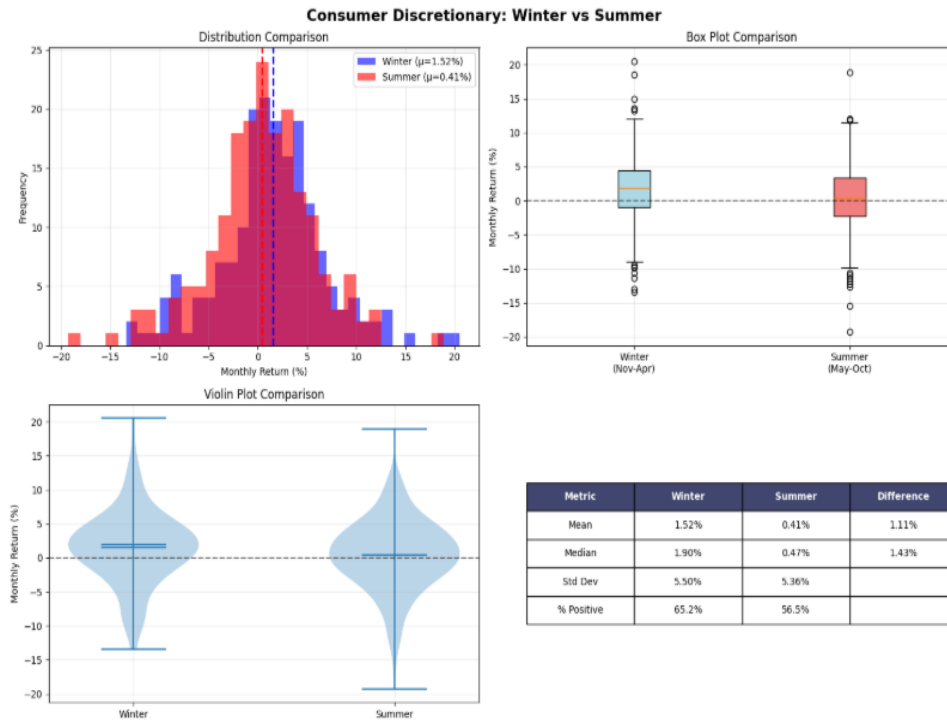 Consumer Discretionary: Winter vs Summer
Distribution Comparison
Frequency
25
20
15
10
5
0
Winter (μ=1.52%)
Summer (μ=0.41%)
−20 −15 −10 −5 0 5 10 15 20
Monthly Return (%)
Box Plot Comparison
Monthly Return (%)
20
15
10
5
0
−5
−10
−15
−20
Winter Summer
(Nov-Apr) (May-Oct)
Violin Plot Comparison
Monthly Return (%)
20
15
10
5
0
−5
−10
−15
−20
Winter Summer
Metric Winter Summer Difference
Mean 1.52% 0.41% 1.11%
Median 1.90% 0.47% 1.43%
Std Dev 5.50% 5.36%
% Positive 65.2% 56.5%